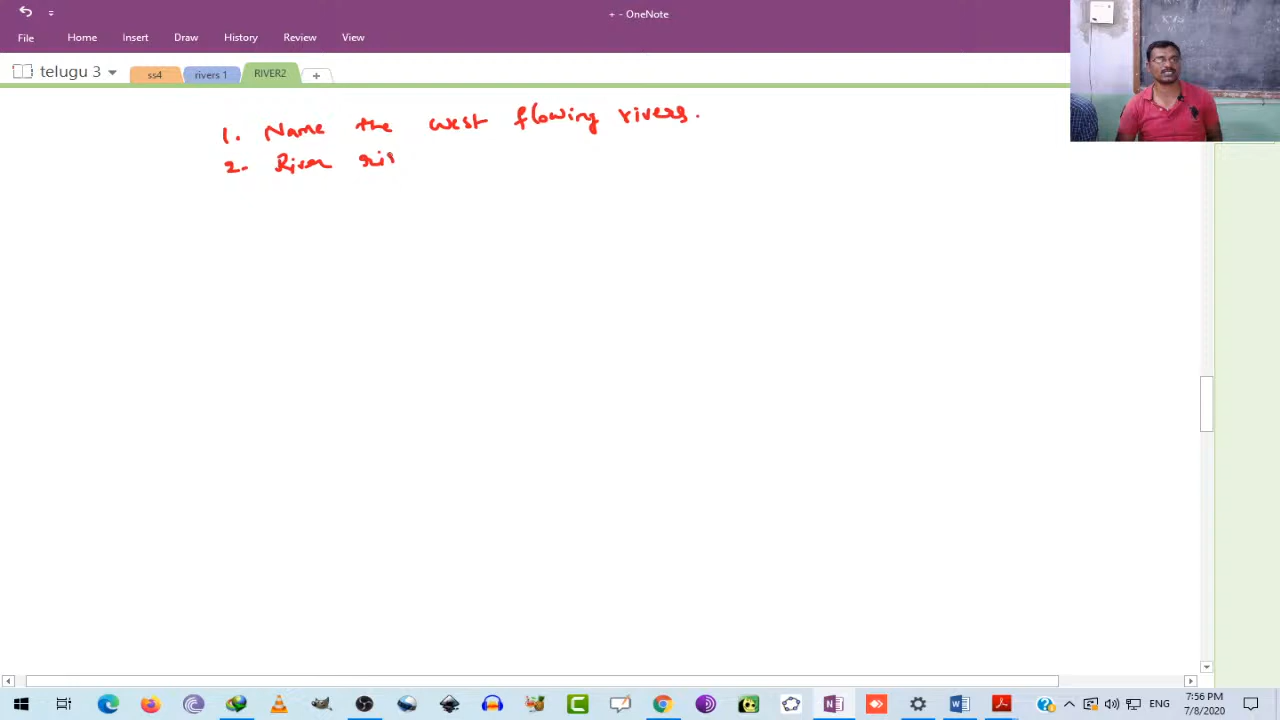 + - OneNote
File Home Insert Draw History Review View
telugu 3 ss4 rivers 1 RIVER2
1. Name the west flowing rivers.
2. River ris
7:56 PM
ENG
7/8/2020